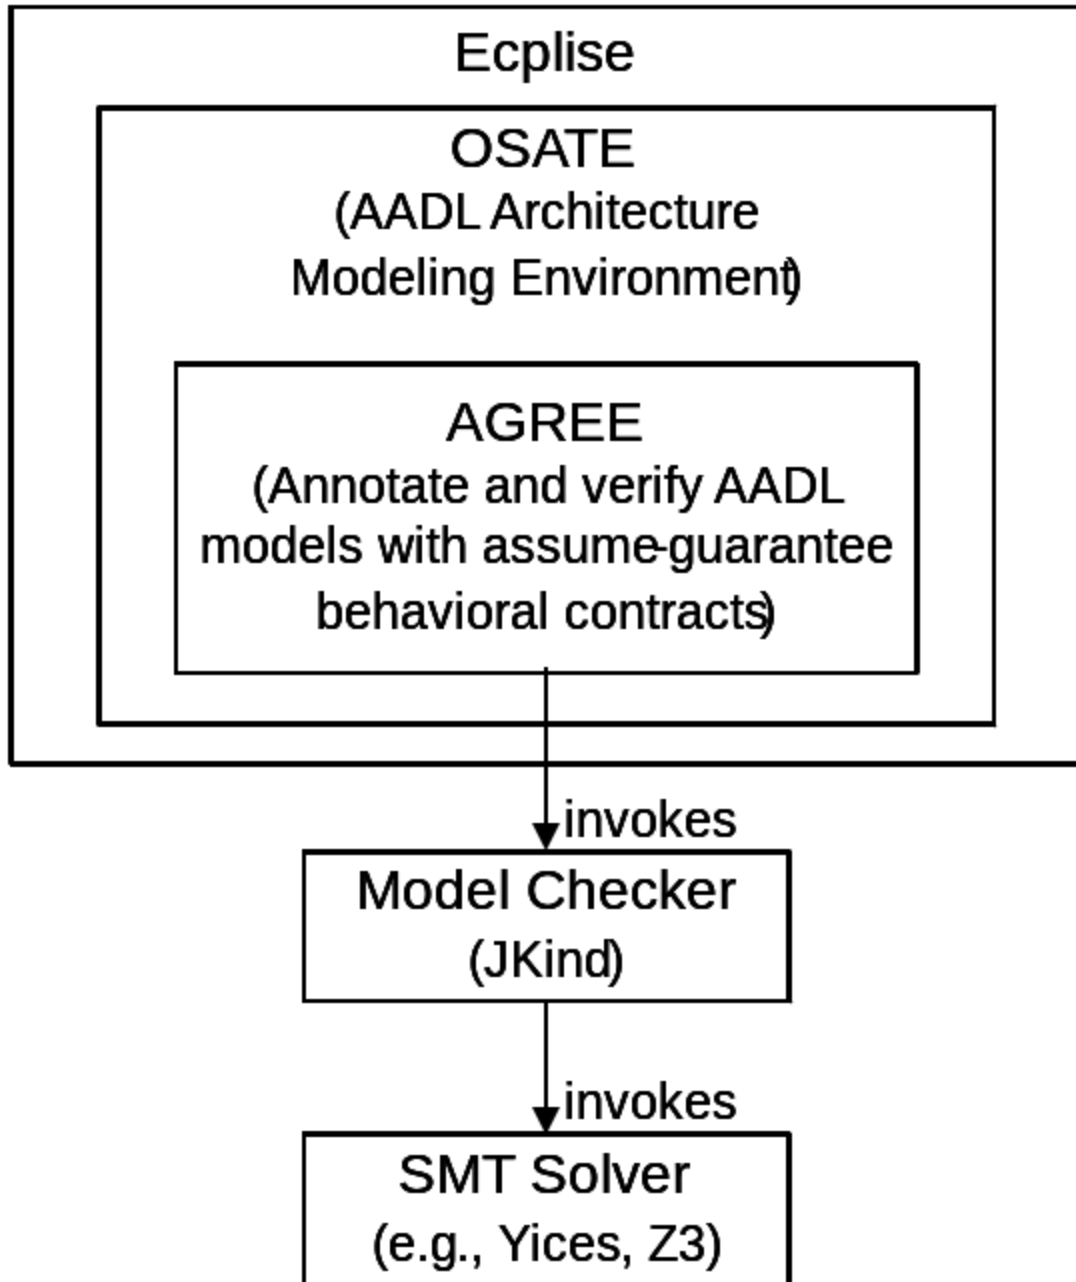 Ecplise
OSATE
(AADL Architecture
Modeling Environment)
AGREE
(Annotate and verify AADL
models with assume-guarantee
behavioral contracts)
invokes
Model Checker
(JKind)
invokes
SMT Solver
(e.g., Yices, Z3)